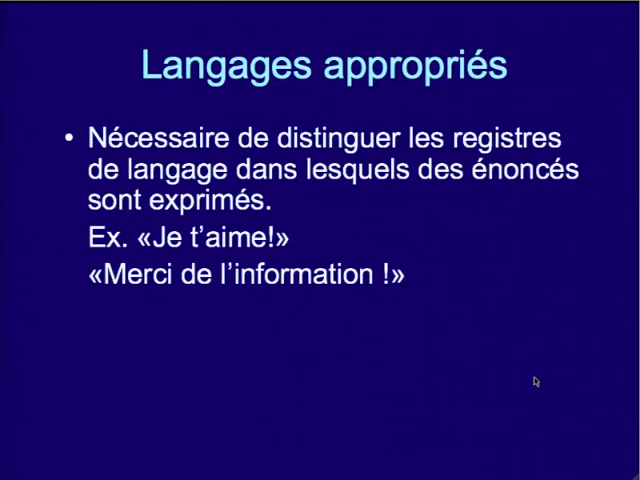 Langages appropriés
• Nécessaire de distinguer les registres
de langage dans lesquels des énoncés
sont exprimés.
Ex. «Je t’aime!»
«Merci de l’information !»